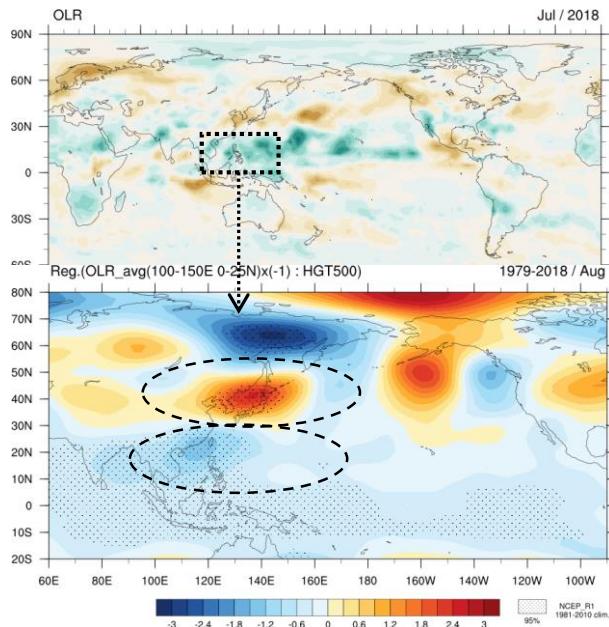 OLR Jul / 2018
90N
60N
30N
0
30S
60S
Reg.(OLR_avg(100-150E 0-25N)x(-1) : HGT500) 1979-2018 / Aug
80N
70N
60N
50N
40N
30N
20N
10N
0
10S
20S
60E 80E 100E 120E 140E 160E 180 160W 140W 120W 100W
-3 -2.4 -1.8 -1.2 -0.6 0 0.6 1.2 1.8 2.4 3
95%
NCEP_R1
1981-2010 clim.